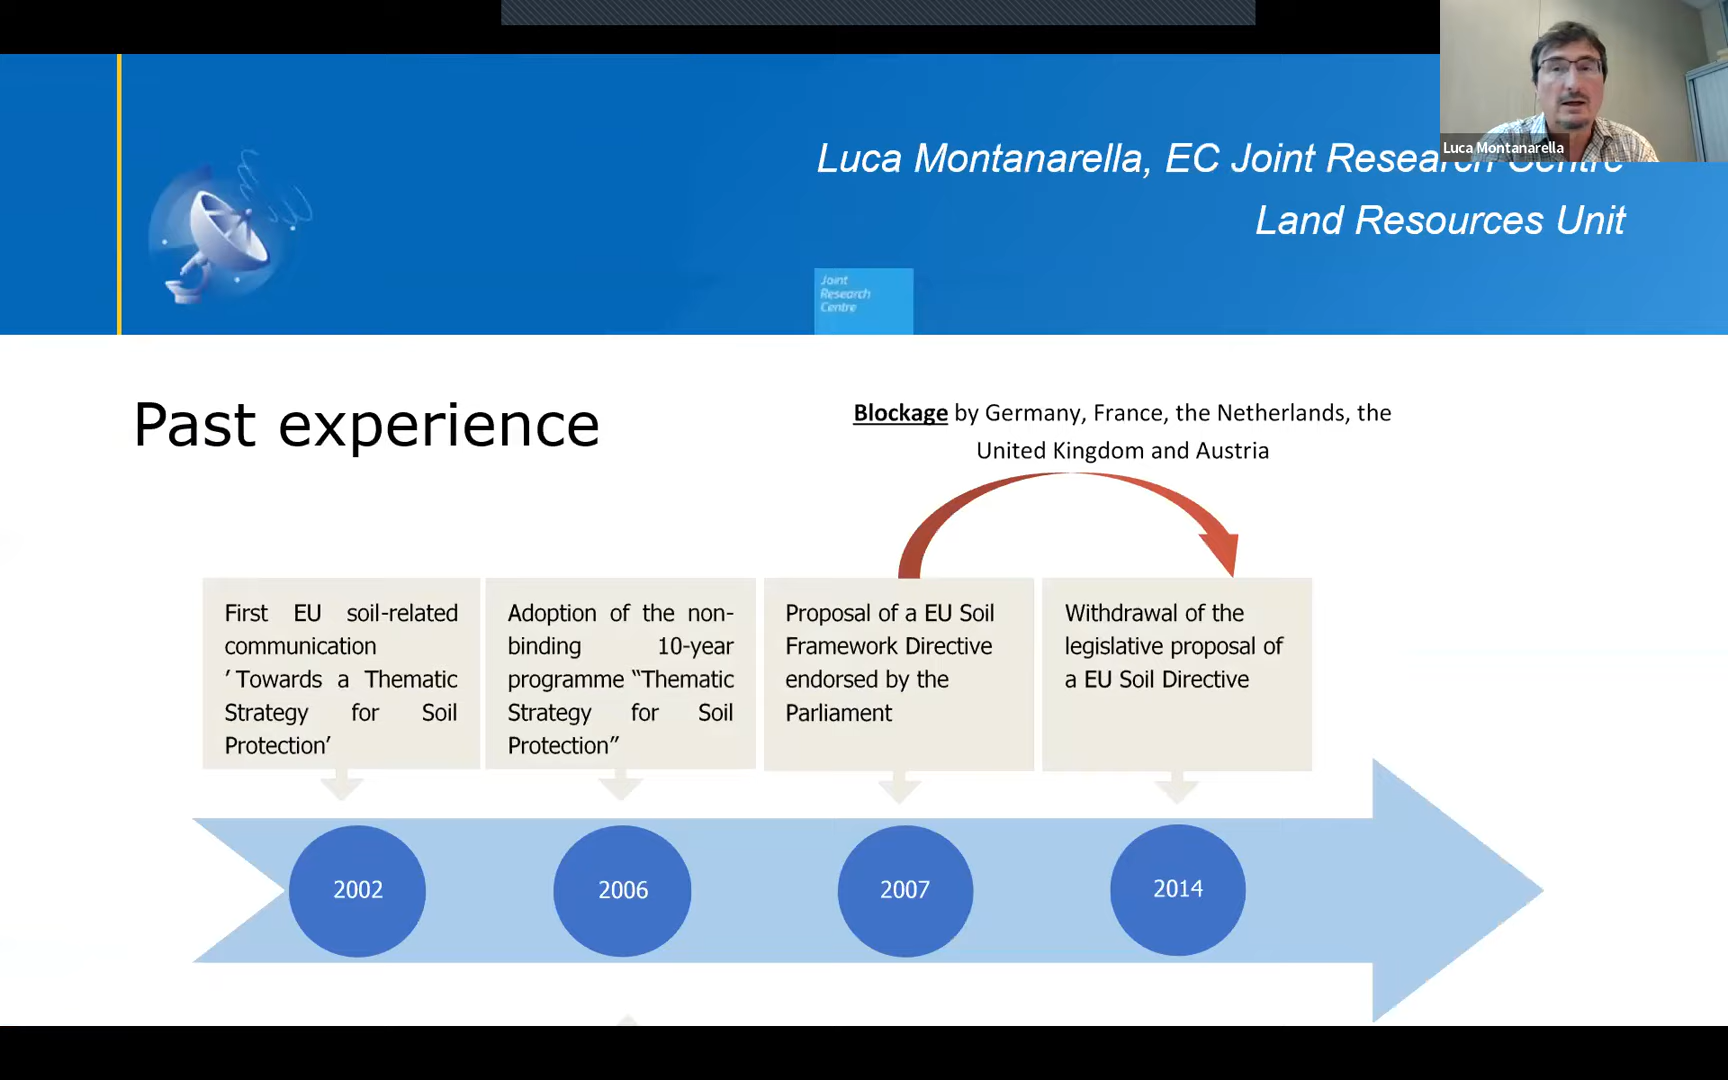 Luca Montanarella, EC Joint Research Centre
Land Resources Unit
Luca Montanarella
Joint
Research
Centre
Past experience
Blockage by Germany, France, the Netherlands, the
United Kingdom and Austria
First EU soil-related
communication
’Towards a Thematic
Strategy for Soil
Protection’
Adoption of the non-
binding 10-year
programme “Thematic
Strategy for Soil
Protection”
Proposal of a EU Soil
Framework Directive
endorsed by the
Parliament
Withdrawal of the
legislative proposal of
a EU Soil Directive
2002
2006
2007
2014